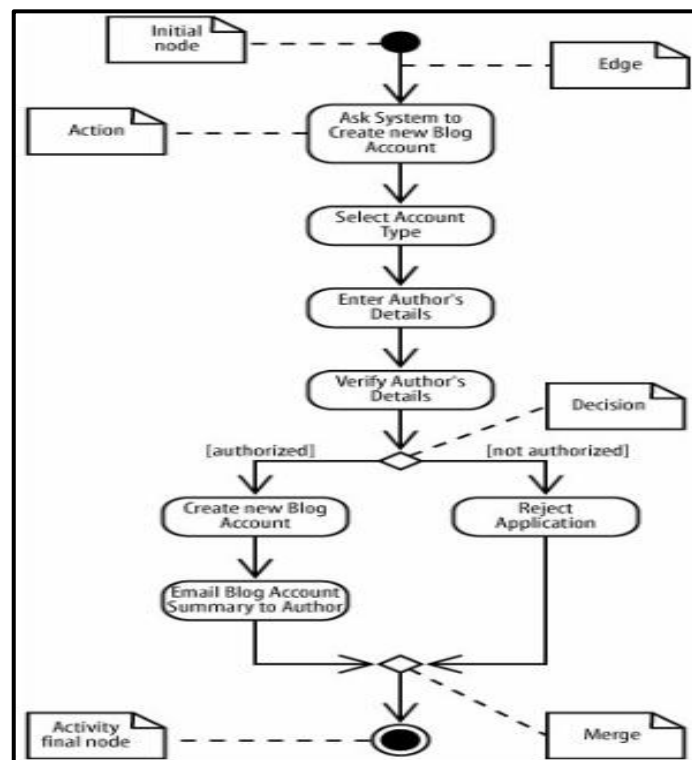 Initial
node
Edge
Action
Ask System to
Create new Blog
Account
Select Account
Type
Enter Author's
Details
Verify Author's
Details
Decision
[authorized]
[not authorized]
Create new Blog
Account
Reject
Application
Email Blog Account
Summary to Author
Activity
final node
Merge